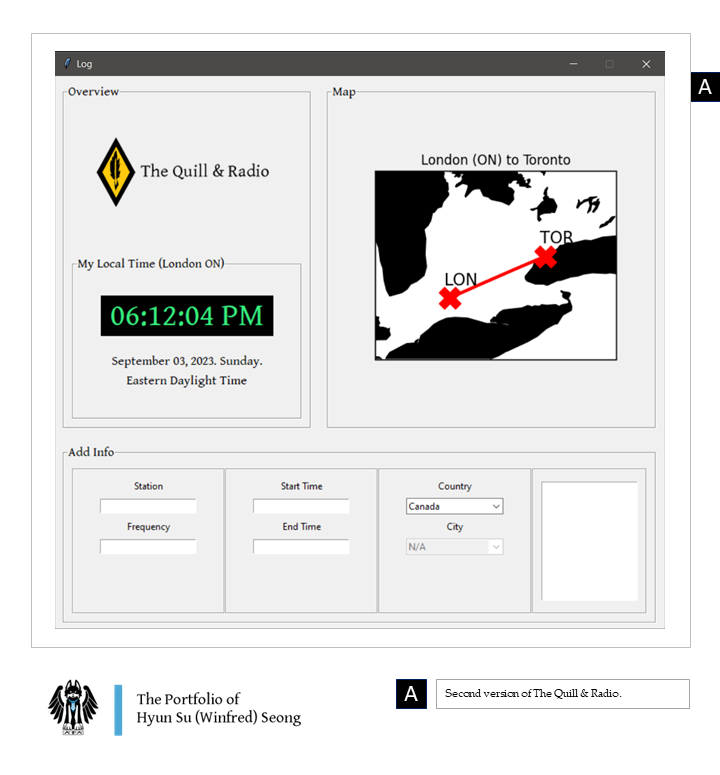 Log
A
Overview
The Quill & Radio
My Local Time (London ON)
06:12:04 PM
September 03, 2023. Sunday.
Eastern Daylight Time
Map
London (ON) to Toronto
TOR
LON
Add Info
Station
Frequency
Start Time
End Time
Country
Canada
City
N/A
The Portfolio of
Hyun Su (Winfred) Seong
A
Second version of The Quill & Radio.